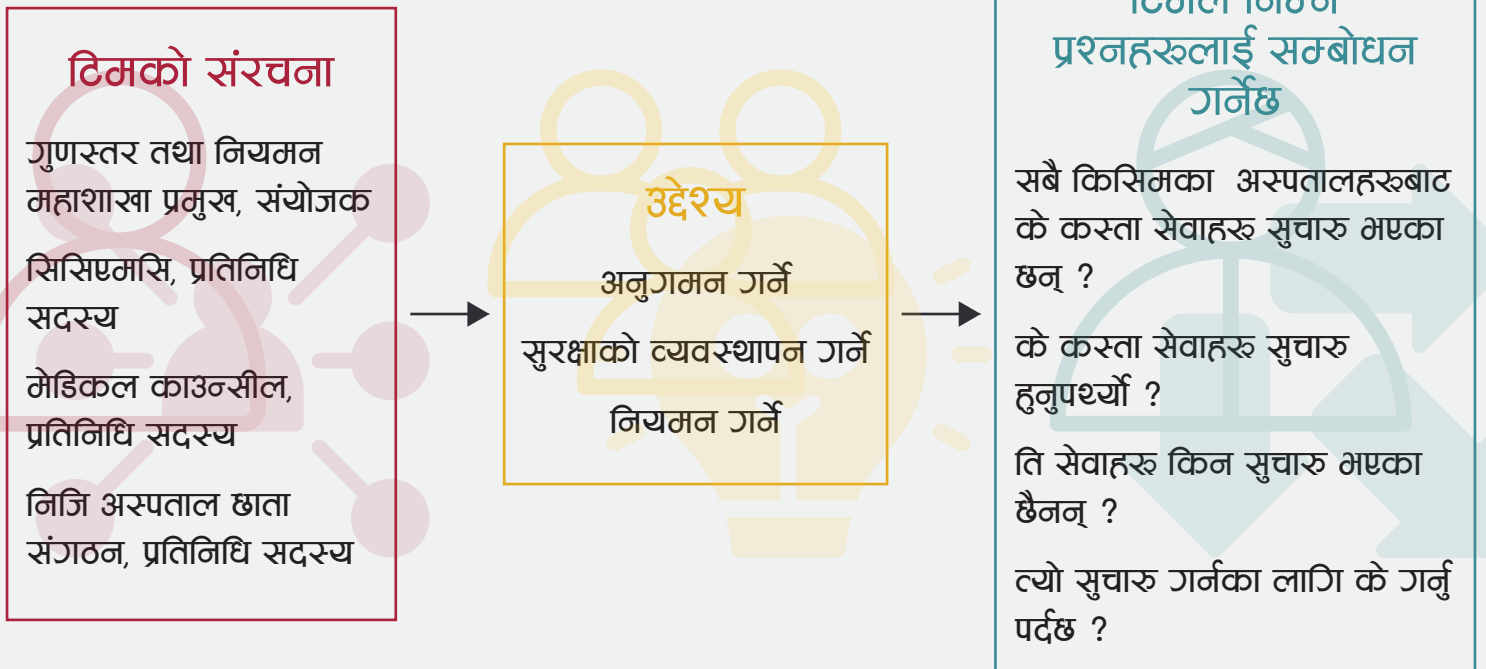 टिमको संरचना
गुणस्तर तथा नियमन
महाशाखा प्रमुख, संयोजक
सिसिएमसि, प्रतिनिधि
सदस्य
मेडिकल काउन्सील,
प्रतिनिधि सदस्य
निजि अस्पताल छाता
संगठन, प्रतिनिधि सदस्य
उद्देश्य
अनुगमन गर्ने
सुरक्षाको व्यवस्थापन गर्ने
नियमन गर्ने
टिमले निम्न
प्रश्नहरुलाई सम्बोधन
गर्नेछ
सबै किसिमका अस्पतालहरुबाट
के कस्ता सेवाहरु सुचारु भएका
छन् ?
के कस्ता सेवाहरु सुचारु
हुनुपर्थ्यो ?
ति सेवाहरु किन सुचारु भएका
छैनन् ?
त्यो सुचारु गर्नका लागि के गर्नु
पर्दछ ?